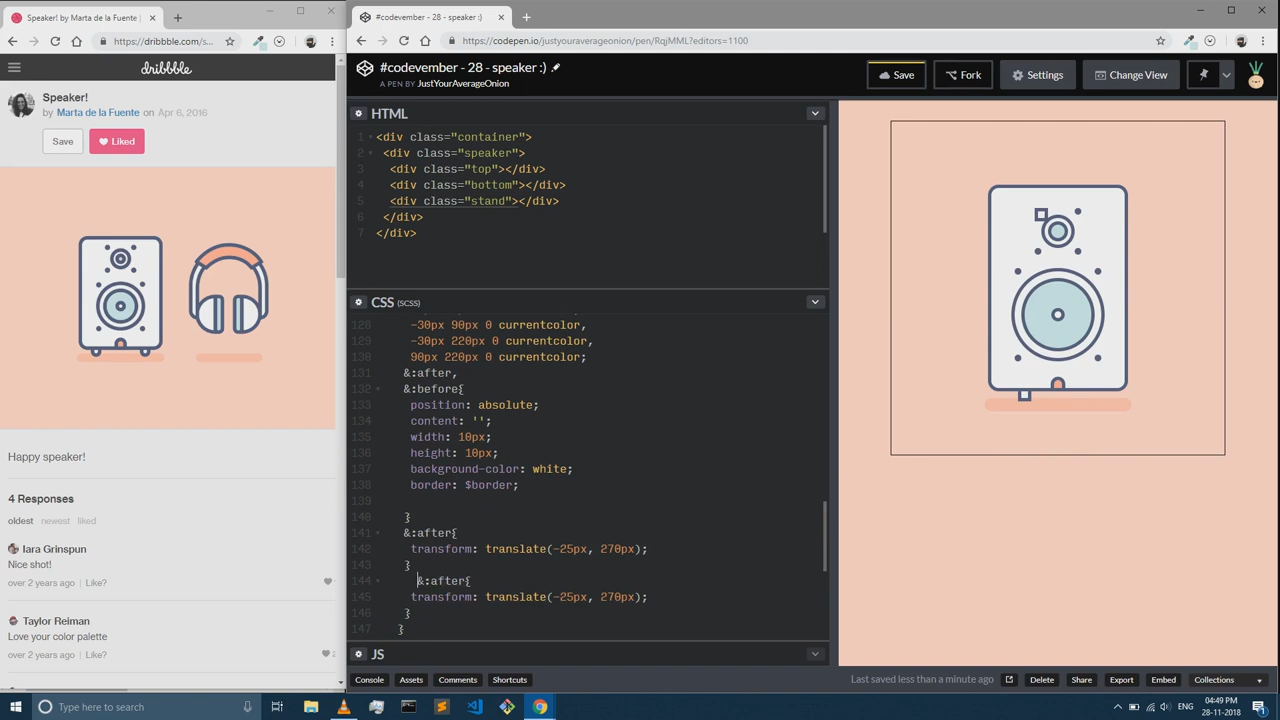 Speaker! by Marta de la Fuente |
https://dribbble.com/s...
dribbble
Speaker!
by Marta de la Fuente on Apr 6, 2016
Save
Liked
Happy speaker!
4 Responses
oldest newest liked
Iara Grinspun
Nice shot!
over 2 years ago Like?
Taylor Reiman
Love your color palette
over 2 years ago Like?
2
#codevember - 28 - speaker :)
https://codepen.io/justyouraverageonion/pen/RqjMML?editors=1100
#codevember - 28 - speaker :)
A PEN BY JustYourAverageOnion
Save
Fork
Settings
Change View
HTML
1 <div class="container">
2 <div class="speaker">
3 <div class="top"></div>
4 <div class="bottom"></div>
5 <div class="stand"></div>
6 </div>
7 </div>
CSS (SCSS)
128 -30px 90px 0 currentcolor,
129 -30px 220px 0 currentcolor,
130 90px 220px 0 currentcolor;
131 &:after,
132 &:before{
133 position: absolute;
134 content: '';
135 width: 10px;
136 height: 10px;
137 background-color: white;
138 border: $border;
139
140 }
141 &:after{
142 transform: translate(-25px, 270px);
143 }
144 &:after{
145 transform: translate(-25px, 270px);
146 }
147 }
JS
Console
Assets
Comments
Shortcuts
Last saved less than a minute ago
Delete
Share
Export
Embed
Collections
Type here to search
ENG
04:49 PM
28-11-2018
1